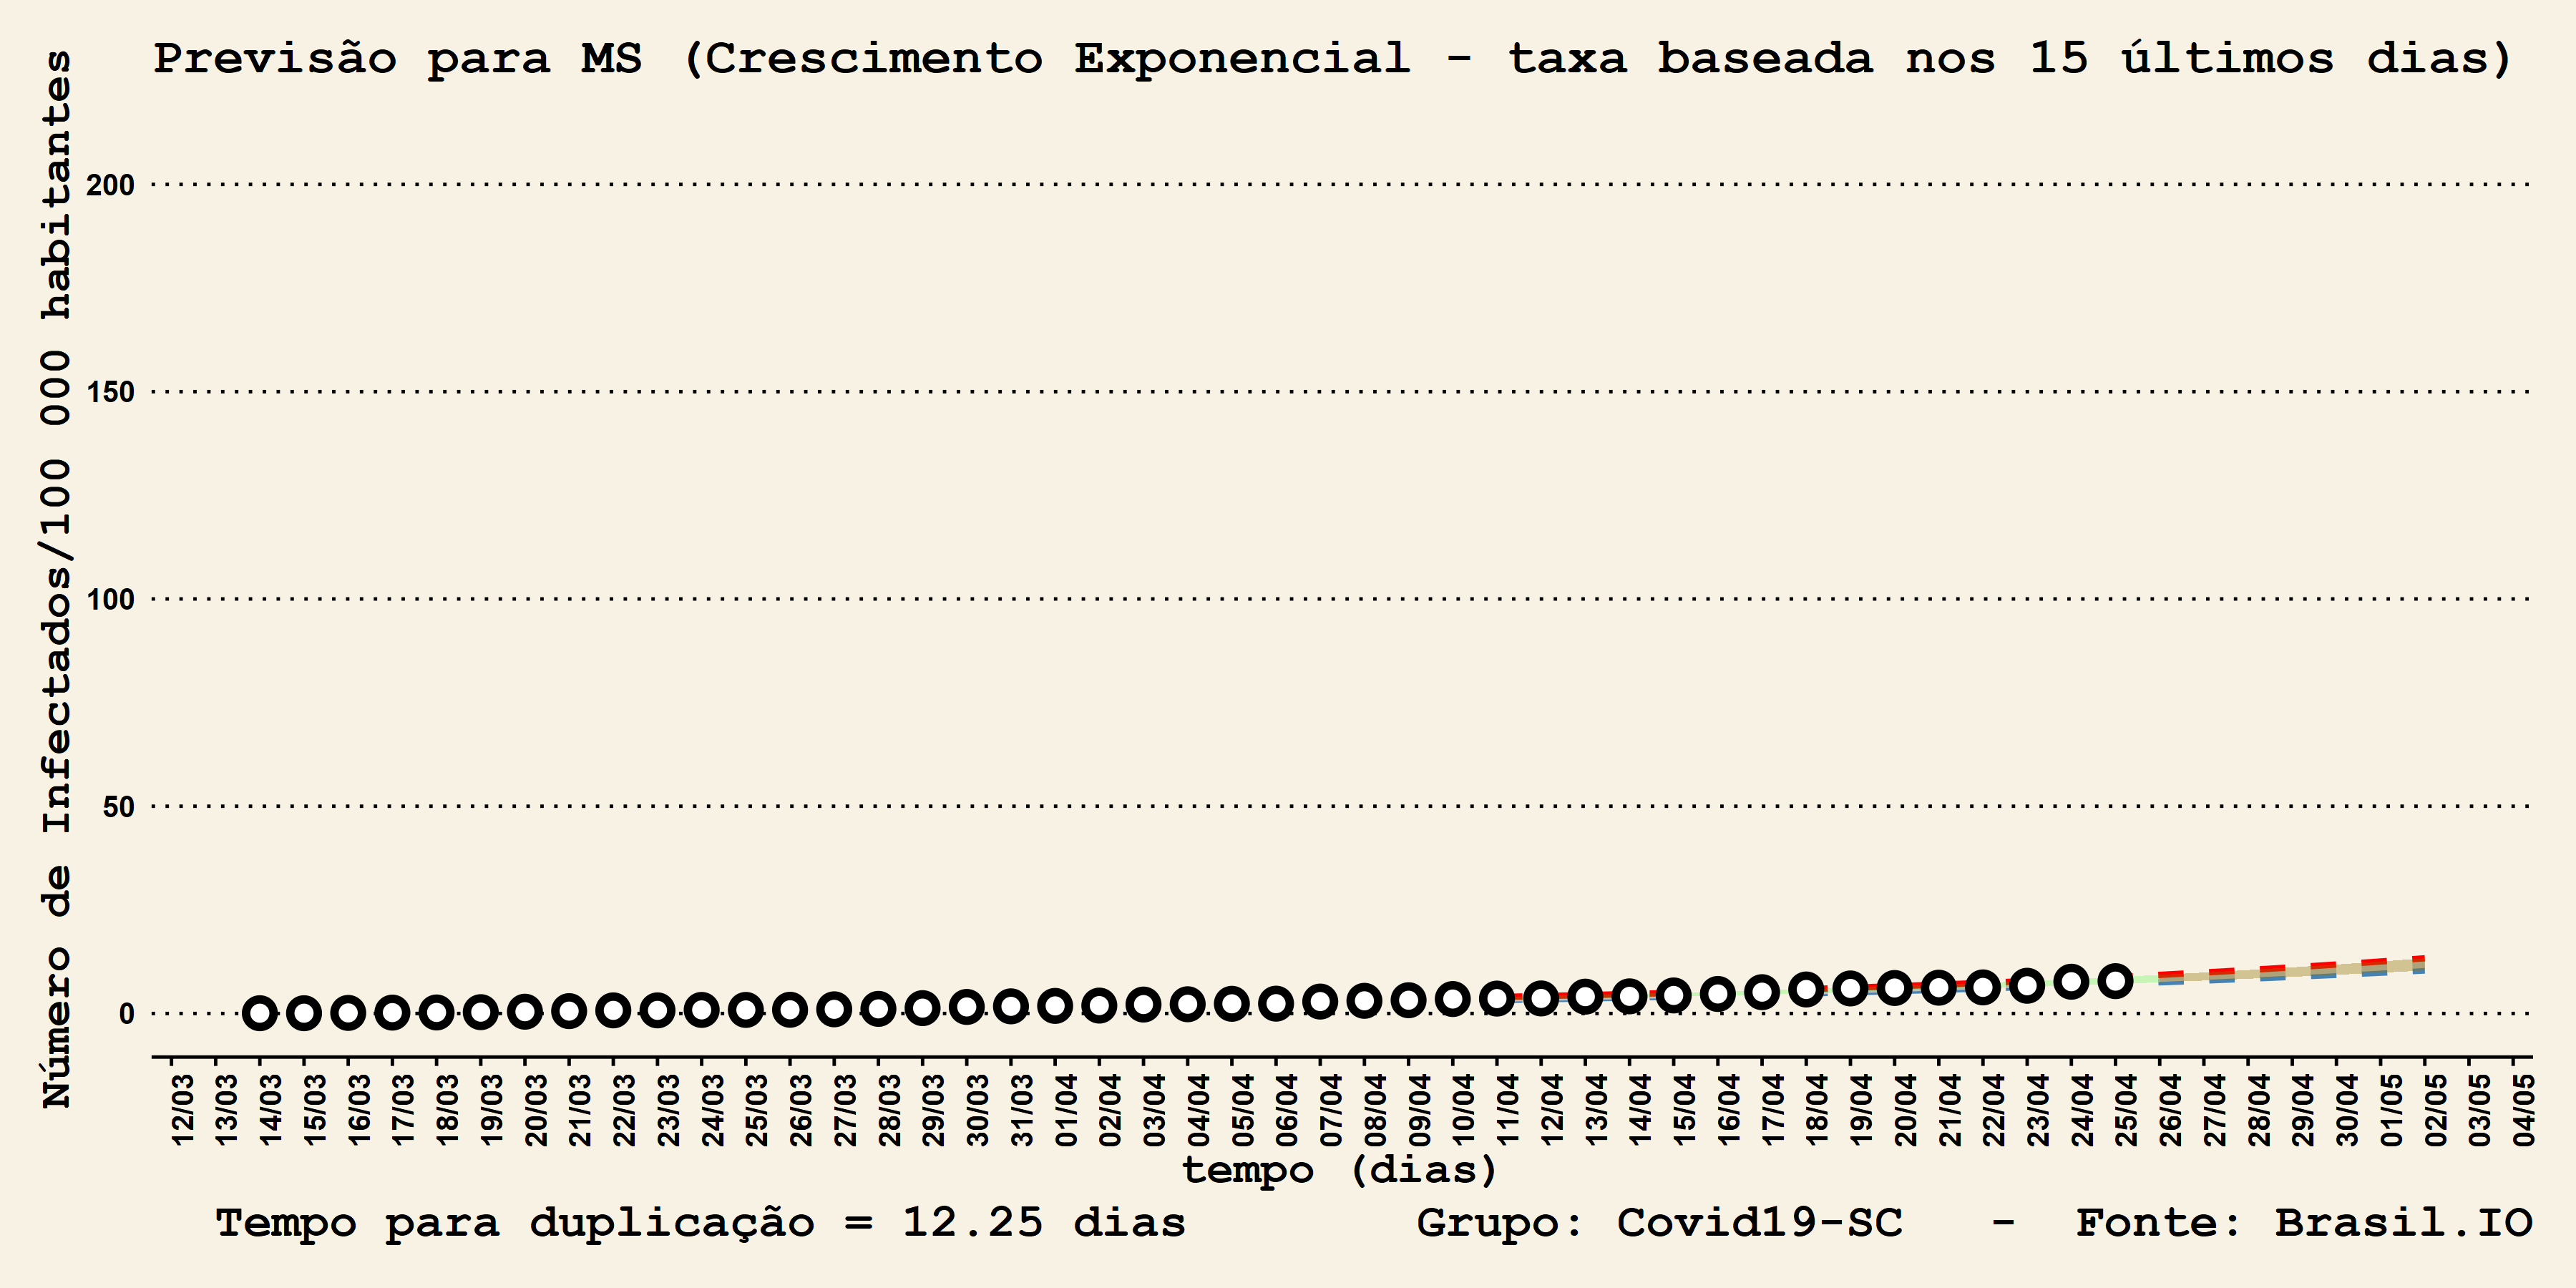 Previsão para MS (Crescimento Exponencial - taxa baseada nos 15 últimos dias)
Número de Infectados/100 000 habitantes
200
150
100
50
0
12/03 13/03 14/03 15/03 16/03 17/03 18/03 19/03 20/03 21/03 22/03 23/03 24/03 25/03 26/03 27/03 28/03 29/03 30/03 31/03 01/04 02/04 03/04 04/04 05/04 06/04 07/04 08/04 09/04 10/04 11/04 12/04 13/04 14/04 15/04 16/04 17/04 18/04 19/04 20/04 21/04 22/04 23/04 24/04 25/04 26/04 27/04 28/04 29/04 30/04 01/05 02/05 03/05 04/05
tempo (dias)
Tempo para duplicação = 12.25 dias Grupo: Covid19-SC - Fonte: Brasil.IO